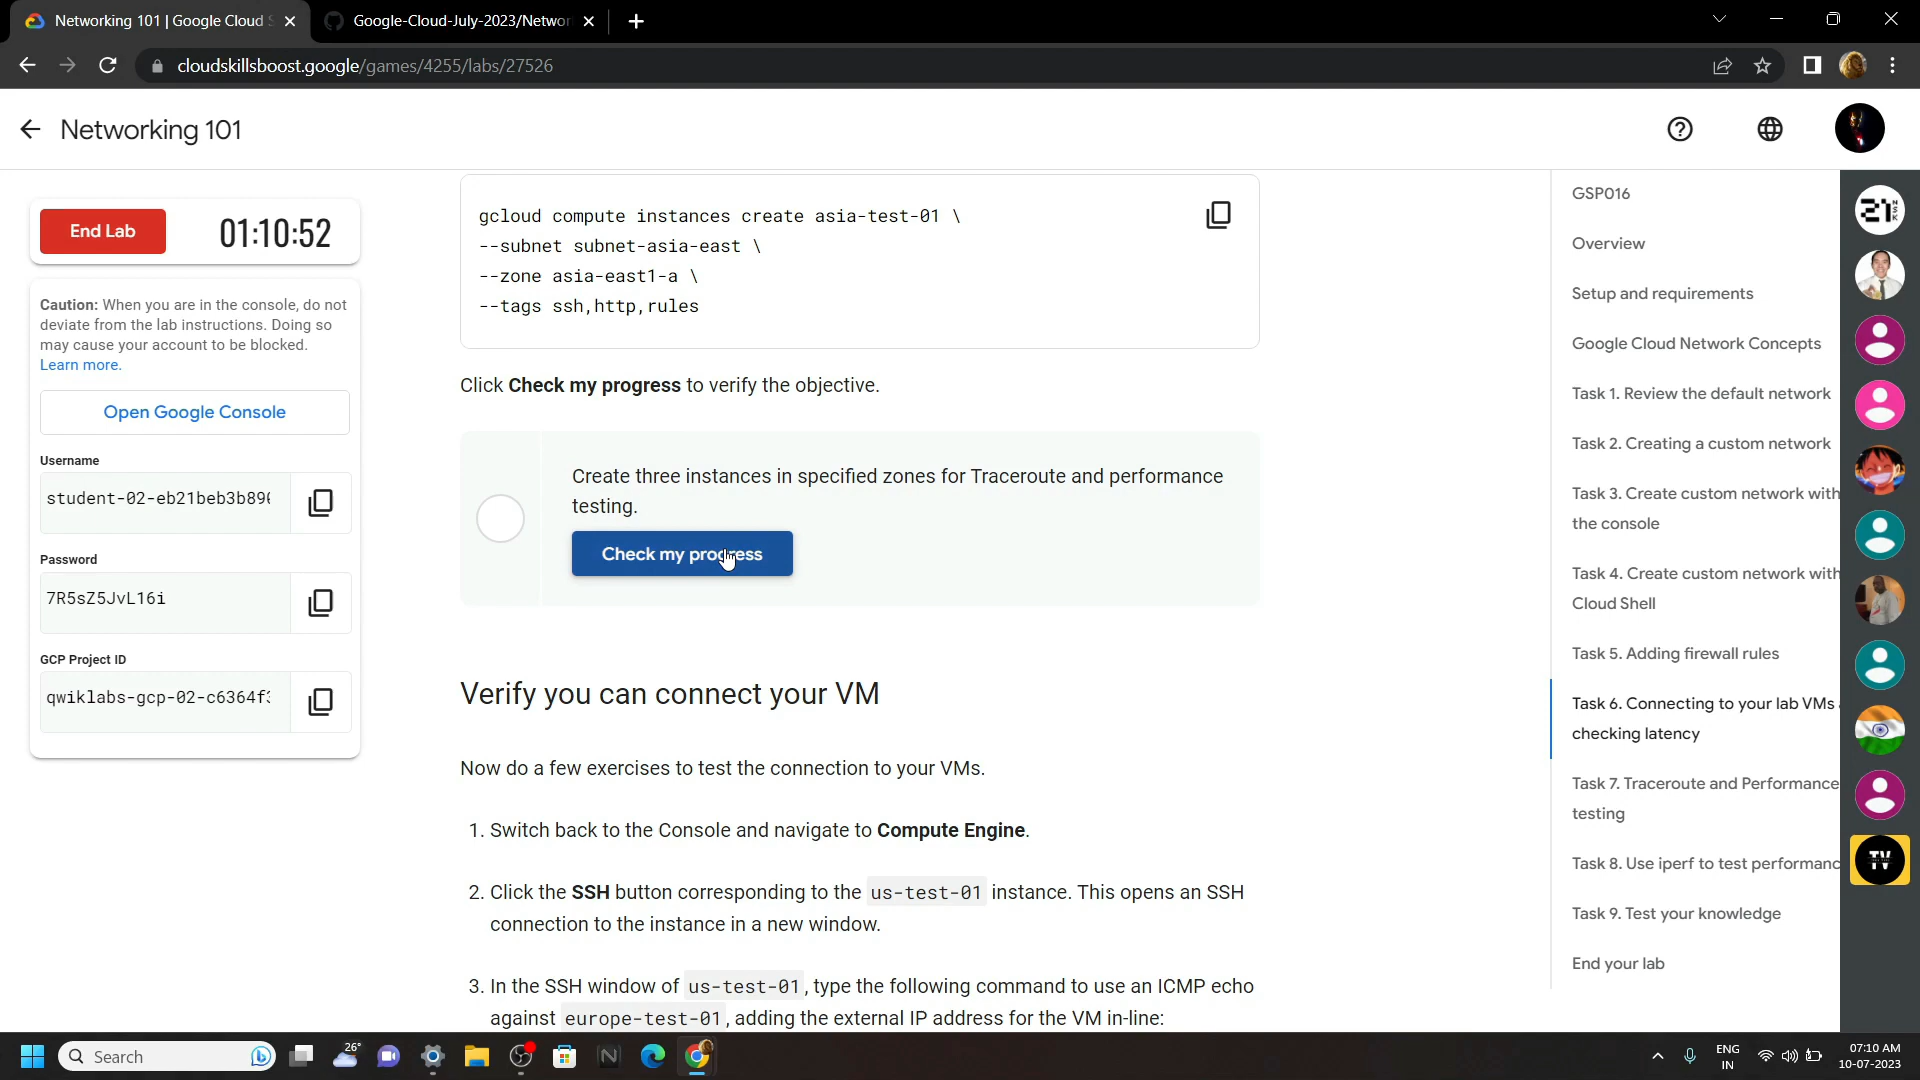 Networking 101 | Google Cloud S
Google-Cloud-July-2023/Networ
cloudskillsboost.google/games/4255/labs/27526
Networking 101
End Lab
01:10:52
Caution: When you are in the console, do not
deviate from the lab instructions. Doing so
may cause your account to be blocked.
Learn more.
Open Google Console
Username
student-02-eb21beb3b89
Password
7R5sZ5JvL16i
GCP Project ID
qwiklabs-gcp-02-c6364f
gcloud compute instances create asia-test-01 \
--subnet subnet-asia-east \
--zone asia-east1-a \
--tags ssh,http,rules
Click Check my progress to verify the objective.
Create three instances in specified zones for Traceroute and performance
testing.
Check my progress
Verify you can connect your VM
Now do a few exercises to test the connection to your VMs.
1. Switch back to the Console and navigate to Compute Engine.
2. Click the SSH button corresponding to the us-test-01 instance. This opens an SSH
connection to the instance in a new window.
3. In the SSH window of us-test-01, type the following command to use an ICMP echo
against europe-test-01, adding the external IP address for the VM in-line:
GSP016
Overview
Setup and requirements
Google Cloud Network Concepts
Task 1. Review the default network
Task 2. Creating a custom network
Task 3. Create custom network with
the console
Task 4. Create custom network with
Cloud Shell
Task 5. Adding firewall rules
Task 6. Connecting to your lab VMs
checking latency
Task 7. Traceroute and Performance
testing
Task 8. Use iperf to test performanc
Task 9. Test your knowledge
End your lab
21
TV
Search
26°
ENG
IN
07:10 AM
10-07-2023